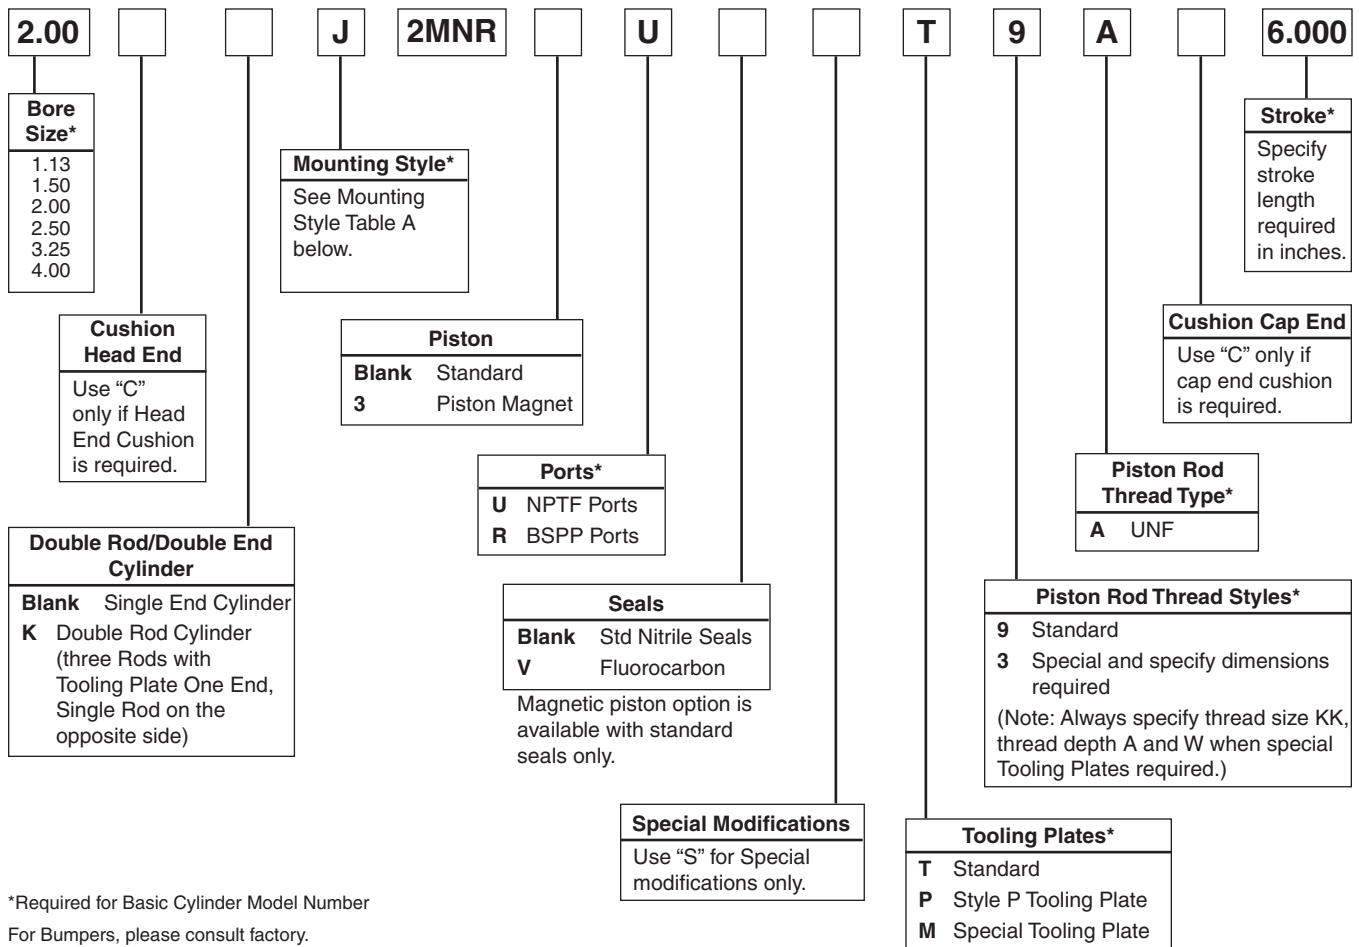 2.00 J 2MNR U T 9 A 6.000
Bore
Size*
1.13
1.50
2.00
2.50
3.25
4.00
Stroke*
Specify
stroke
length
required
in inches.
Mounting Style*
See Mounting
Style Table A
below.
Cushion
Head End
Use “C”
only if Head
End Cushion
is required.
Piston
Blank Standard
3 Piston Magnet
Cushion Cap End
Use “C” only if
cap end cushion
is required.
Ports*
U NPTF Ports
R BSPP Ports
Piston Rod
Thread Type*
A UNF
Double Rod/Double End
Cylinder
Blank Single End Cylinder
K Double Rod Cylinder
(three Rods with
Tooling Plate One End,
Single Rod on the
opposite side)
Seals
Blank Std Nitrile Seals
V Fluorocarbon
Magnetic piston option is
available with standard
seals only.
Piston Rod Thread Styles*
9 Standard
3 Special and specify dimensions
required
(Note: Always specify thread size KK,
thread depth A and W when special
Tooling Plates required.)
Special Modifications
Use “S” for Special
modifications only.
Tooling Plates*
T Standard
P Style P Tooling Plate
M Special Tooling Plate
*Required for Basic Cylinder Model Number
For Bumpers, please consult factory.